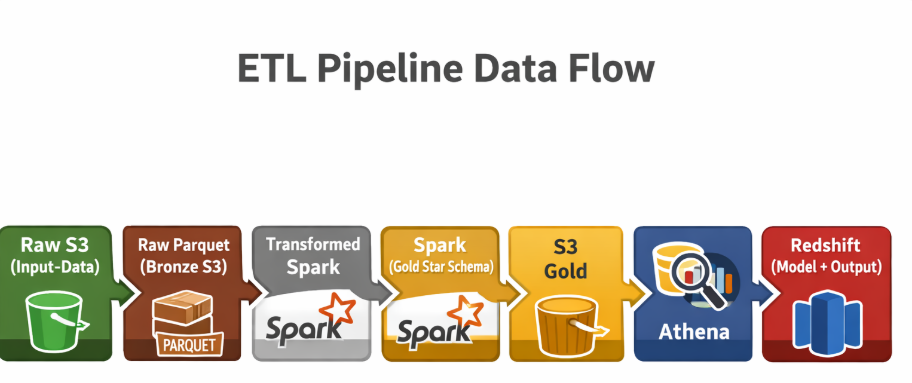 ETL Pipeline Data Flow
Raw S3
(Input-Data)
Raw Parquet
(Bronze S3)
PARQUET
Transformed
Spark
Spark
Spark
(Gold Star Schema)
Spark
S3
Gold
Athena
Redshift
(Model + Output)